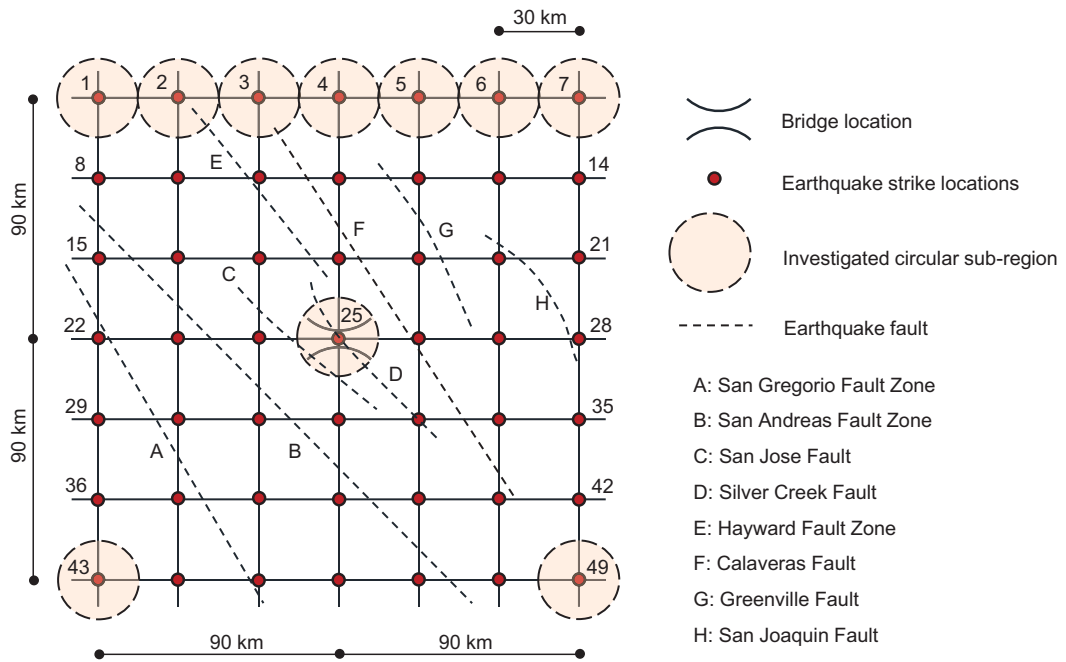 30 km
1 2 3 4 5 6 7
Bridge location
E
8
14
Earthquake strike locations
90 km
F
G
15
21
Investigated circular sub-region
C
H
22
25
28
Earthquake fault
D
A: San Gregorio Fault Zone
29
35
B: San Andreas Fault Zone
A
B
C: San Jose Fault
90 km
36
42
D: Silver Creek Fault
E: Hayward Fault Zone
43
49
F: Calaveras Fault
G: Greenville Fault
H: San Joaquin Fault
90 km
90 km